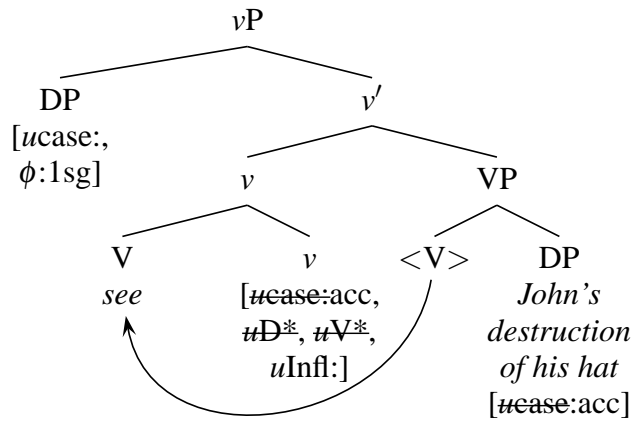 vP
DP
v′
[ucase:,
ϕ:1sg]
v
VP
V
v
<V>
DP
see
[ucase:acc,
John's
uD*, uV*,
destruction
uInfl:]
of his hat
[ucase:acc]